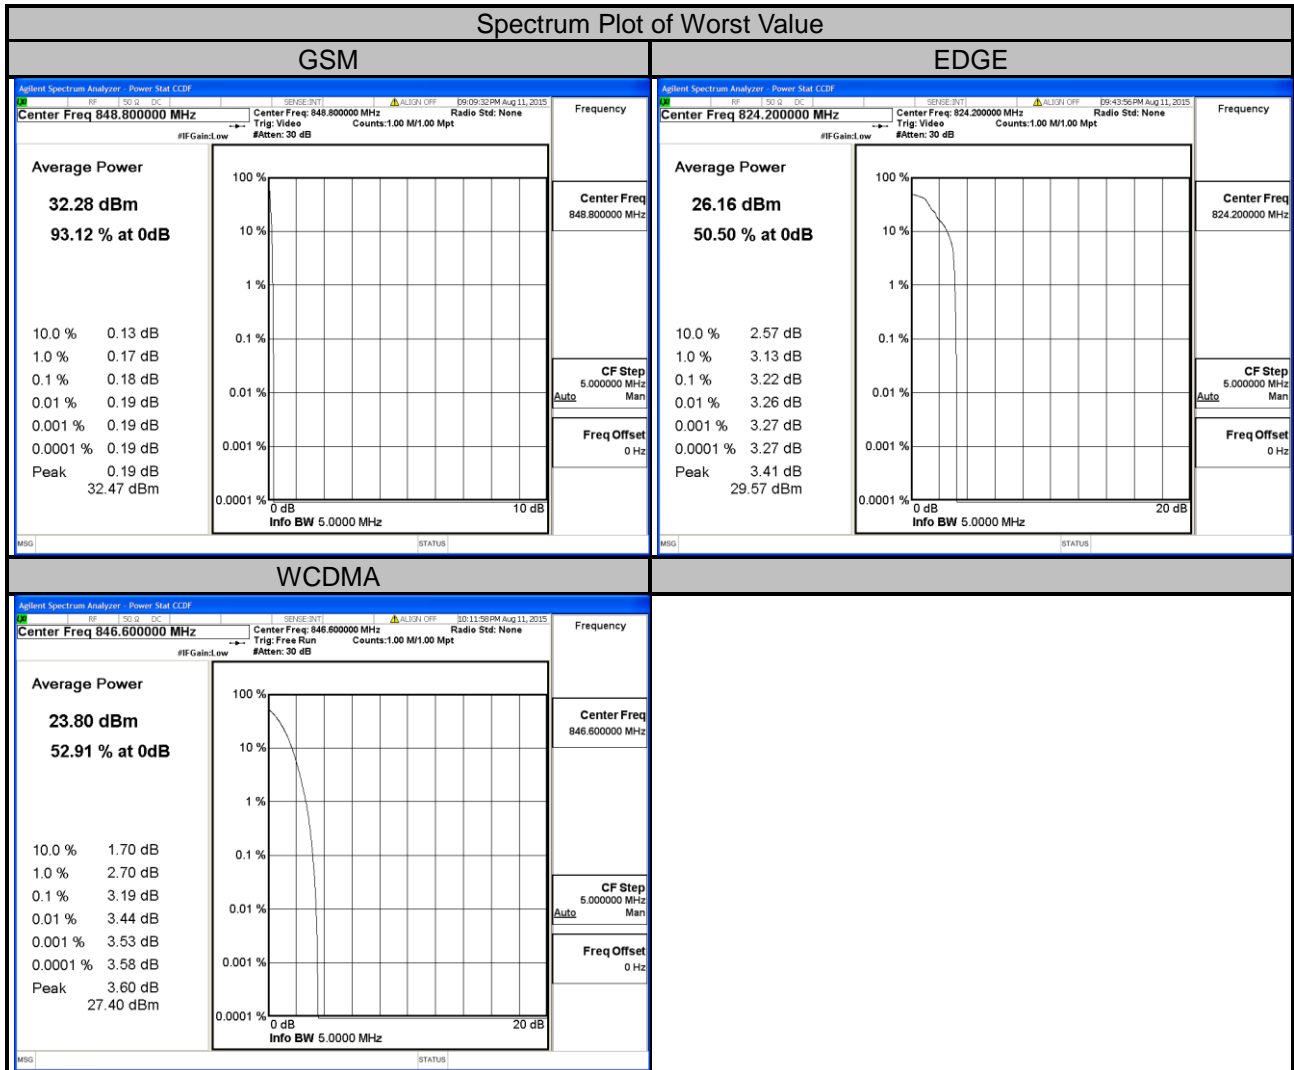 Spectrum Plot of Worst Value
GSM
EDGE
Agilent Spectrum Analyzer - Power Stat CCDF
RF 50 Ω DC SENSE:INT ALIGN OFF 09:09:32 PM Aug 11, 2015
Center Freq 848.800000 MHz
Center Freq: 848.800000 MHz Radio Std: None
Trig: Video Counts:1.00 M/1.00 Mpt
#IFGain:Low #Atten: 30 dB
Frequency
Average Power
32.28 dBm
93.12 % at 0dB
10.0 % 0.13 dB
1.0 % 0.17 dB
0.1 % 0.18 dB
0.01 % 0.19 dB
0.001 % 0.19 dB
0.0001 % 0.19 dB
Peak 0.19 dB
32.47 dBm
100 %
10 %
1 %
0.1 %
0.01 %
0.001 %
0.0001 %
0 dB 10 dB
Info BW 5.0000 MHz
Center Freq
848.800000 MHz
CF Step
5.000000 MHz
Auto Man
Freq Offset
0 Hz
MSG STATUS
Agilent Spectrum Analyzer - Power Stat CCDF
RF 50 Ω DC SENSE:INT ALIGN OFF 09:43:56 PM Aug 11, 2015
Center Freq 824.200000 MHz
Center Freq: 824.200000 MHz Radio Std: None
Trig: Video Counts:1.00 M/1.00 Mpt
#IFGain:Low #Atten: 30 dB
Frequency
Average Power
26.16 dBm
50.50 % at 0dB
10.0 % 2.57 dB
1.0 % 3.13 dB
0.1 % 3.22 dB
0.01 % 3.26 dB
0.001 % 3.27 dB
0.0001 % 3.27 dB
Peak 3.41 dB
29.57 dBm
100 %
10 %
1 %
0.1 %
0.01 %
0.001 %
0.0001 %
0 dB 20 dB
Info BW 5.0000 MHz
Center Freq
824.200000 MHz
CF Step
5.000000 MHz
Auto Man
Freq Offset
0 Hz
MSG STATUS
WCDMA
Agilent Spectrum Analyzer - Power Stat CCDF
RF 50 Ω DC SENSE:INT ALIGN OFF 10:11:58 PM Aug 11, 2015
Center Freq 846.600000 MHz
Center Freq: 846.600000 MHz Radio Std: None
Trig: Free Run Counts:1.00 M/1.00 Mpt
#IFGain:Low #Atten: 30 dB
Frequency
Average Power
23.80 dBm
52.91 % at 0dB
10.0 % 1.70 dB
1.0 % 2.70 dB
0.1 % 3.19 dB
0.01 % 3.44 dB
0.001 % 3.53 dB
0.0001 % 3.58 dB
Peak 3.60 dB
27.40 dBm
100 %
10 %
1 %
0.1 %
0.01 %
0.001 %
0.0001 %
0 dB 20 dB
Info BW 5.0000 MHz
Center Freq
846.600000 MHz
CF Step
5.000000 MHz
Auto Man
Freq Offset
0 Hz
MSG STATUS